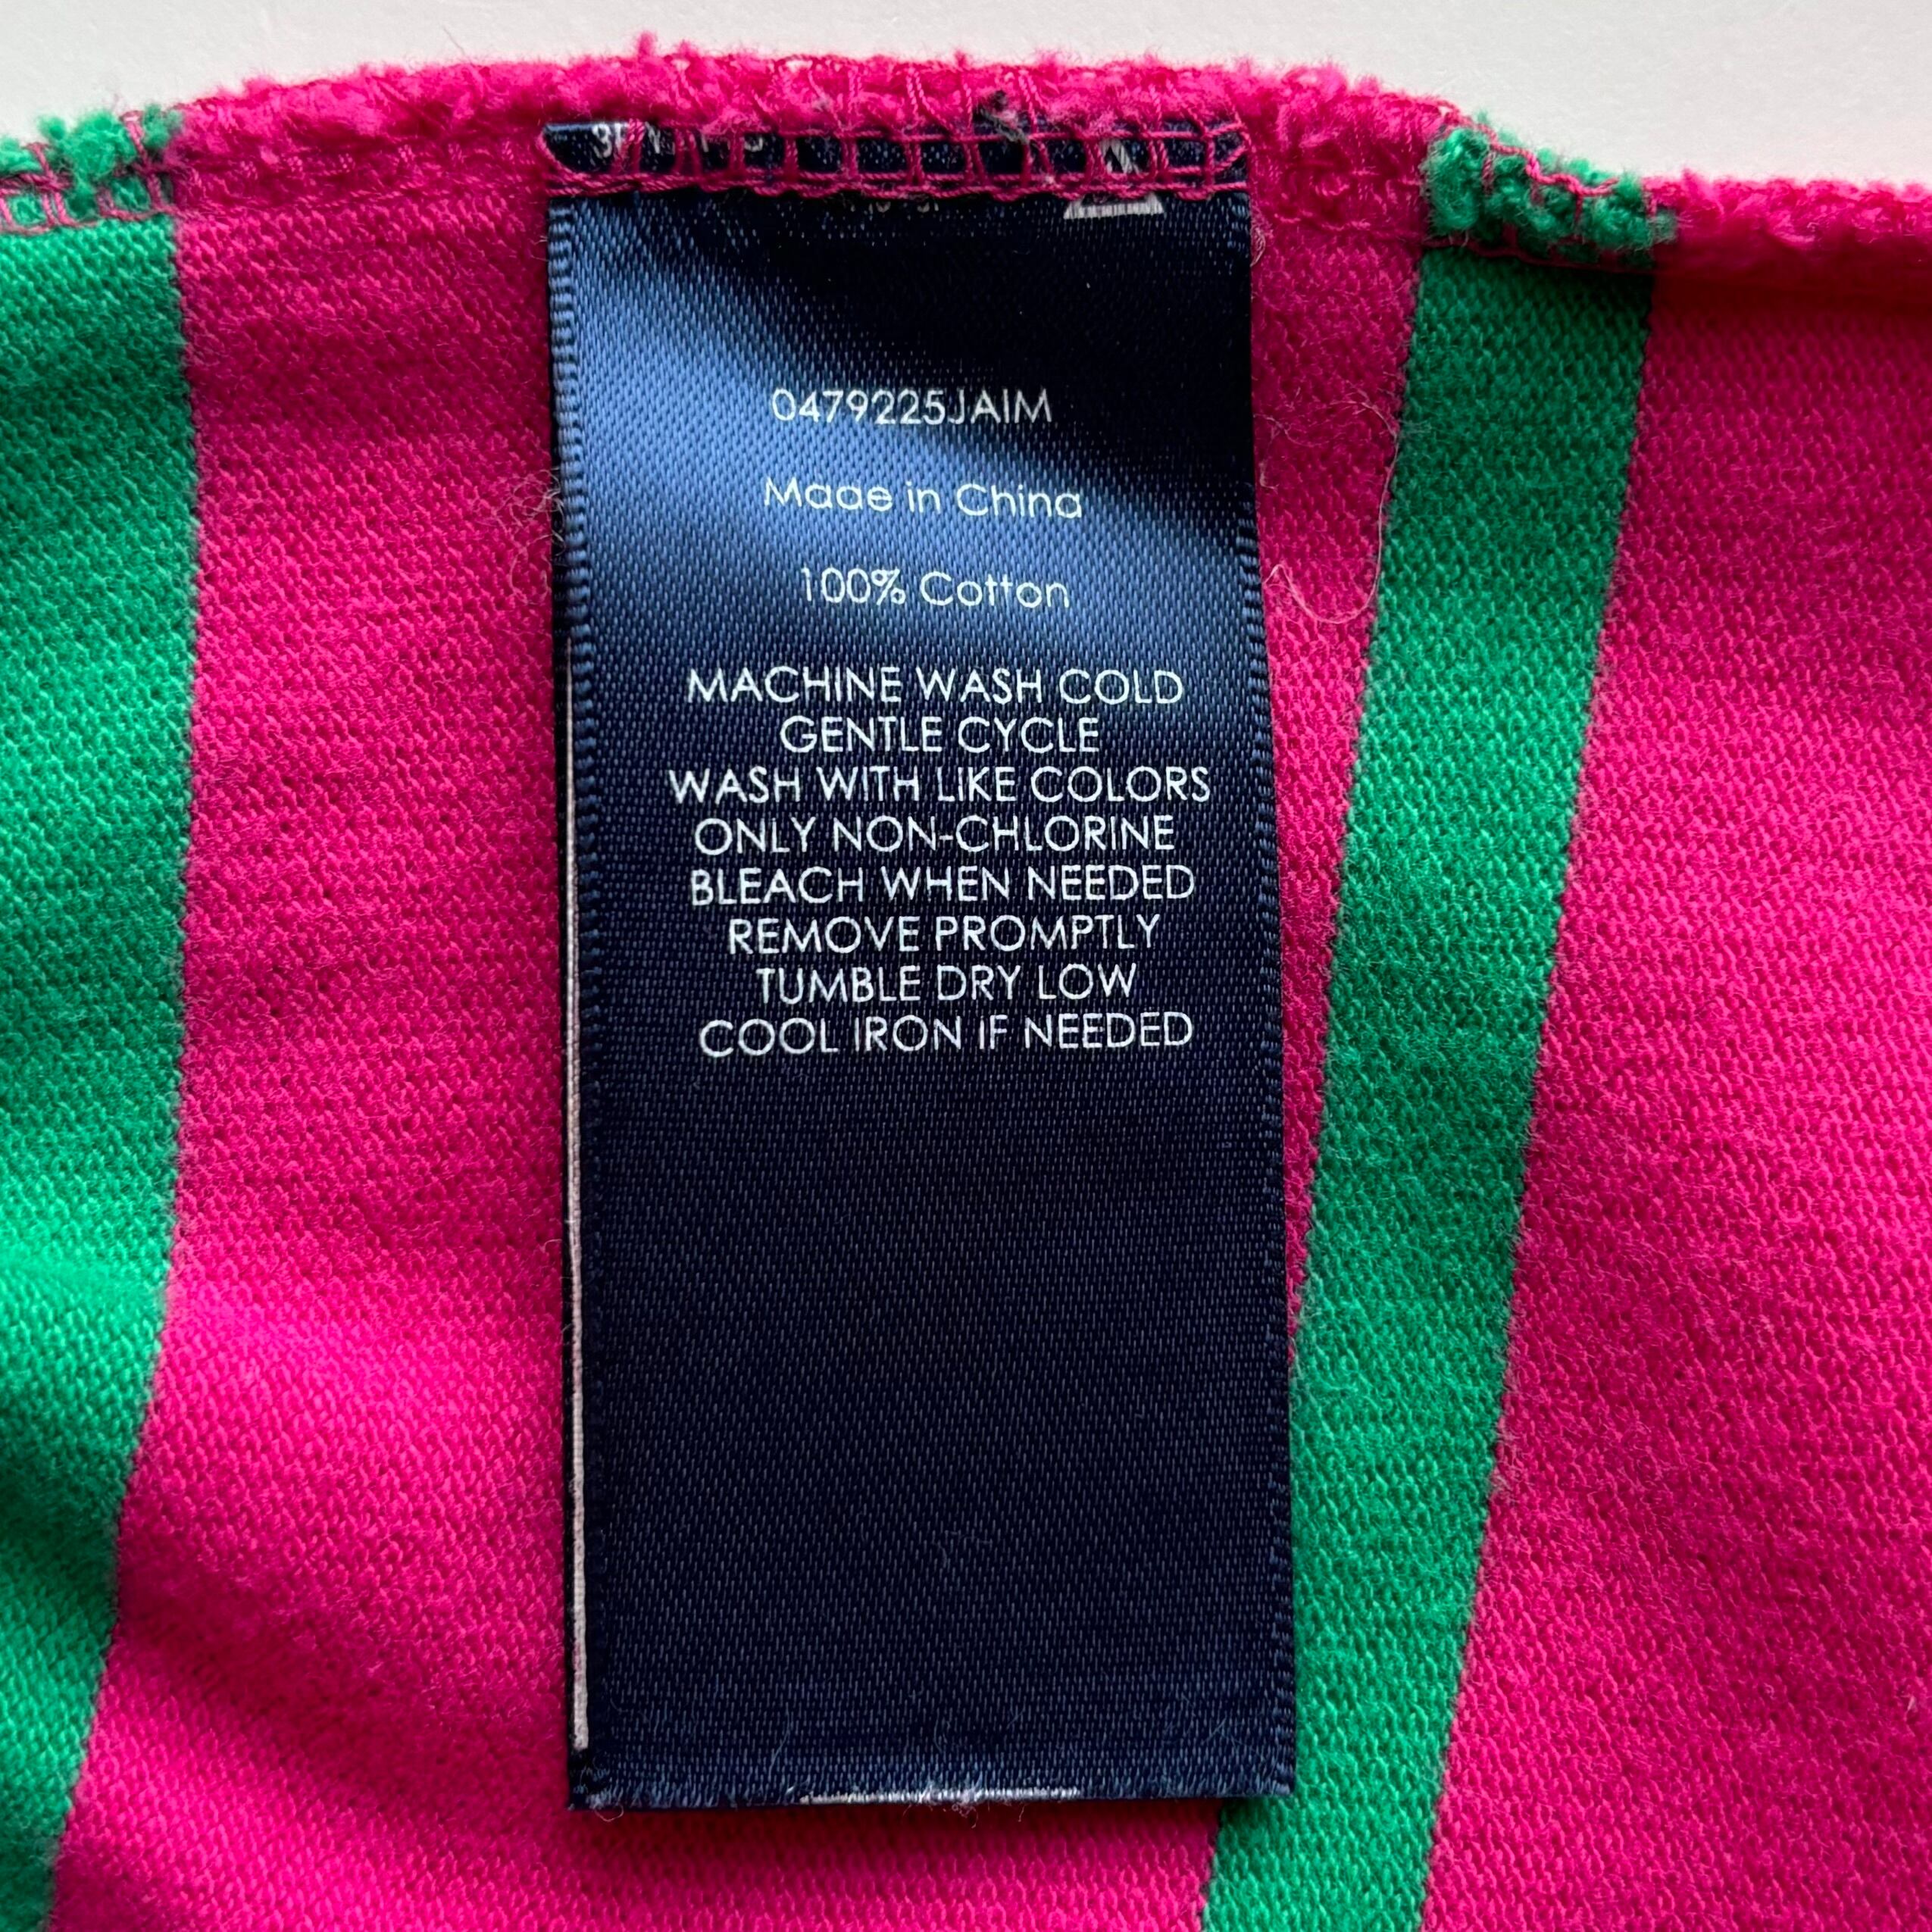 0479225JAIM
Made in China
100% Cotton
MACHINE WASH COLD
GENTLE CYCLE
WASH WITH LIKE COLORS
ONLY NON-CHLORINE
BLEACH WHEN NEEDED
REMOVE PROMPTLY
TUMBLE DRY LOW
COOL IRON IF NEEDED